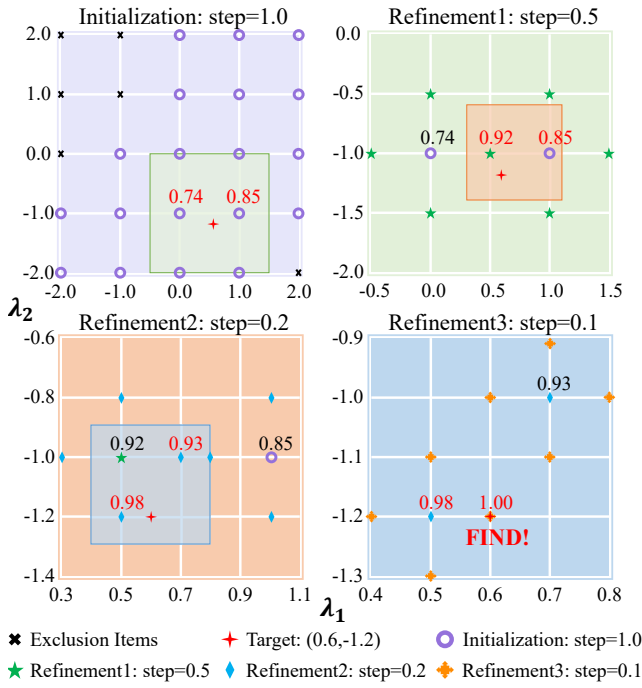 Initialization: step=1.0
2.0
1.0
0.0
-1.0
-2.0
0.74 0.85
-2.0 -1.0 0.0 1.0 2.0
Refinement1: step=0.5
0.0
-0.5
-1.0
-1.5
-2.0
0.74 0.92 0.85
-0.5 0.0 0.5 1.0 1.5
λ2
Refinement2: step=0.2
-0.6
-0.8
-1.0
-1.2
-1.4
0.92 0.93 0.85
0.98
0.3 0.5 0.7 0.9 1.1
Refinement3: step=0.1
-0.9
-1.0
-1.1
-1.2
-1.3
0.93
0.98 1.00
FIND!
0.4 0.5 0.6 0.7 0.8
λ1
Exclusion Items Target: (0.6,-1.2) Initialization: step=1.0
Refinement1: step=0.5 Refinement2: step=0.2 Refinement3: step=0.1